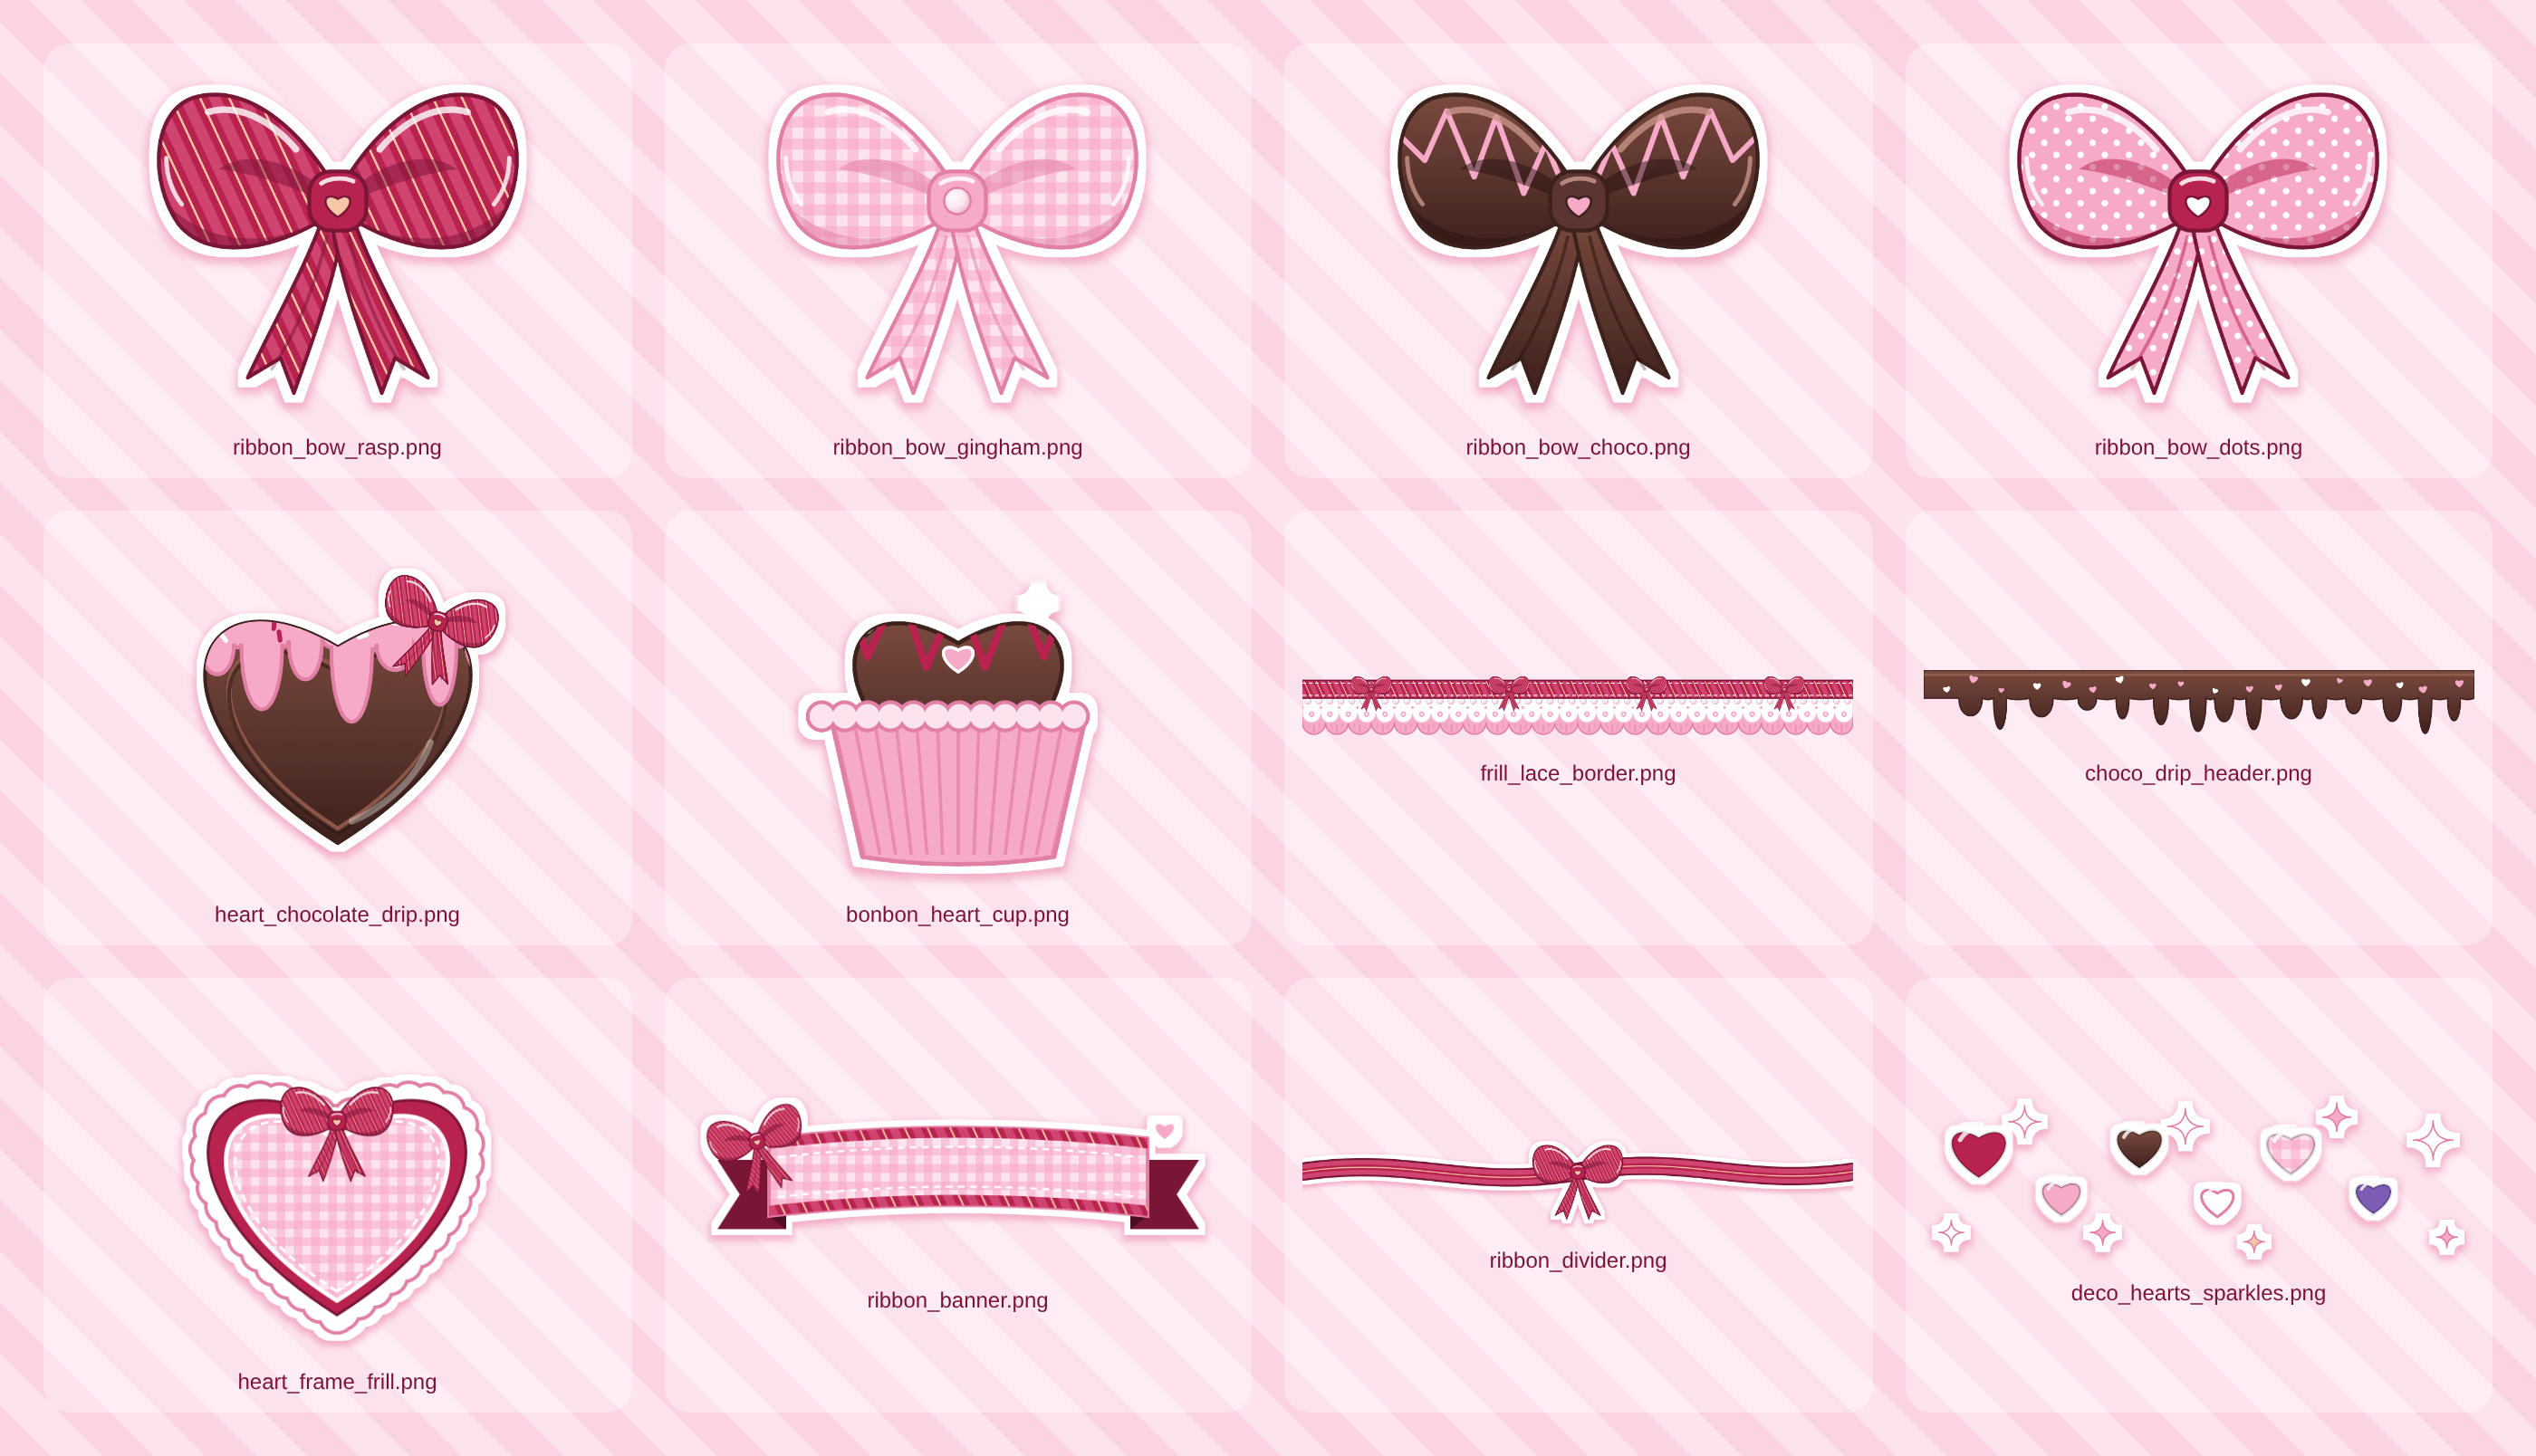 ribbon_bow_rasp.png
ribbon_bow_gingham.png
ribbon_bow_choco.png
ribbon_bow_dots.png
heart_chocolate_drip.png
bonbon_heart_cup.png
frill_lace_border.png
choco_drip_header.png
heart_frame_frill.png
ribbon_banner.png
ribbon_divider.png
deco_hearts_sparkles.png